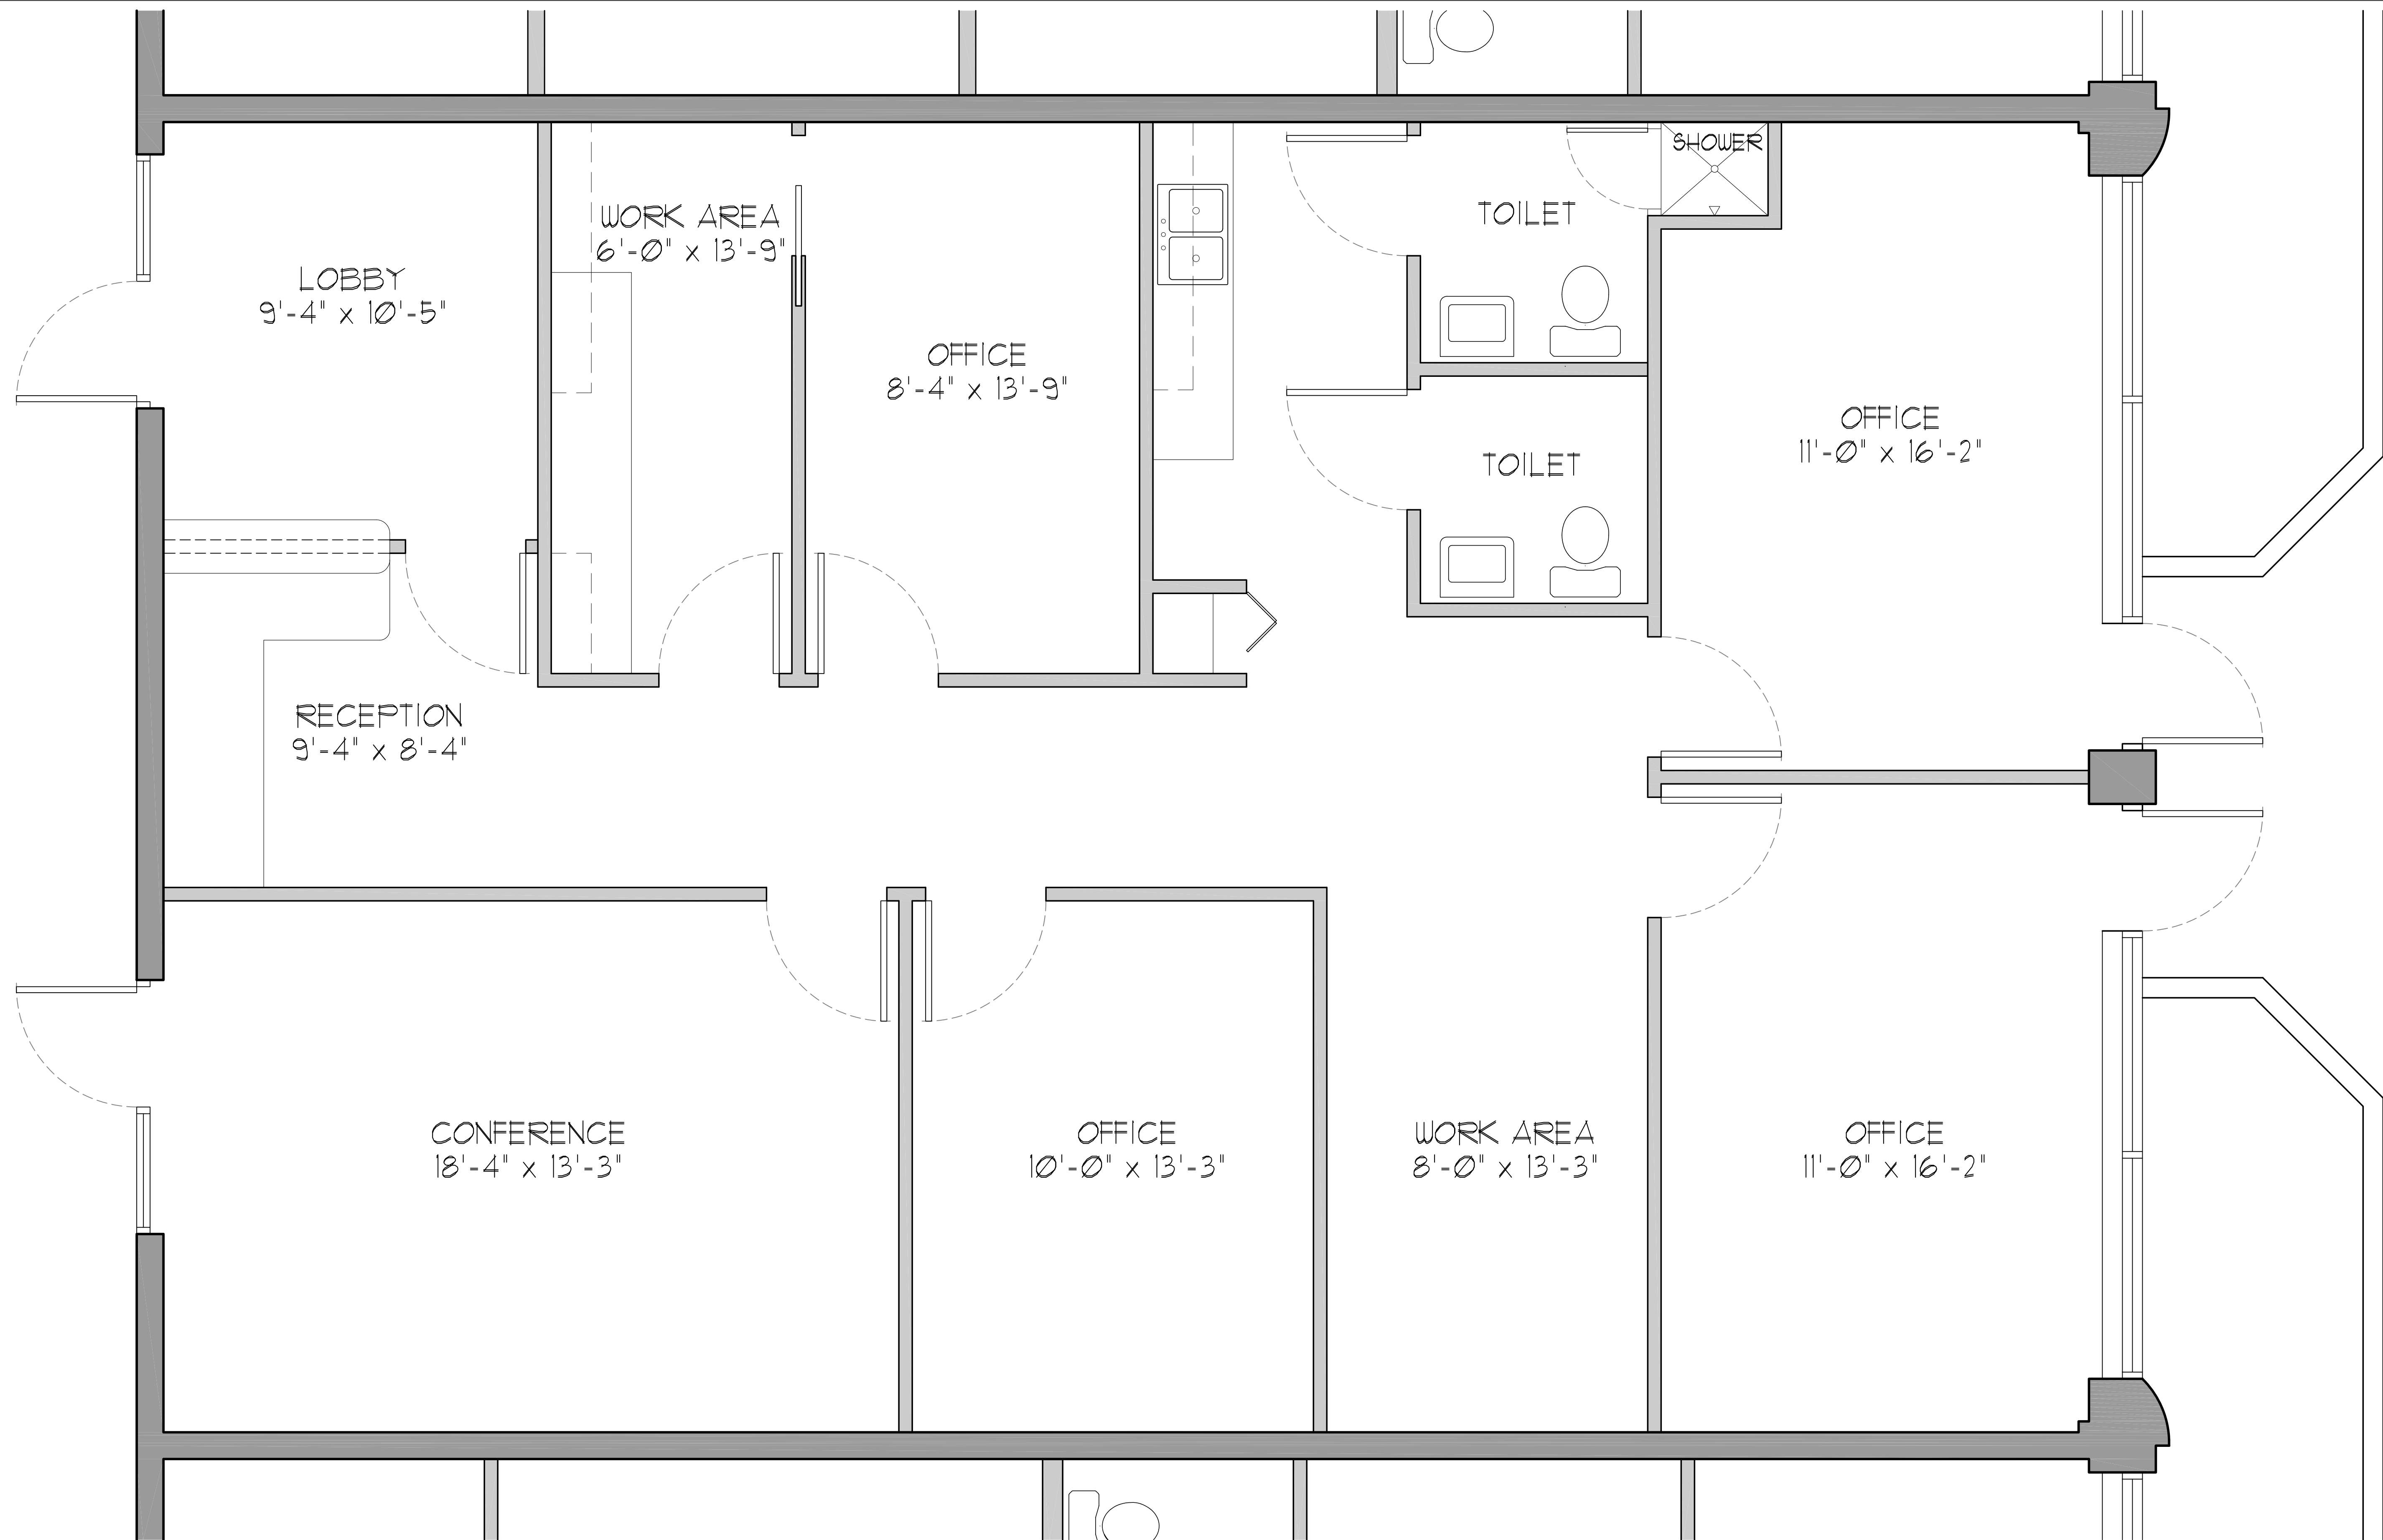 SHOWER
WORK AREA
6'-0" x 13'-9"
TOILET
LOBBY
9'-4" x 10'-5"
OFFICE
8'-4" x 13'-9"
OFFICE
11'-0" x 16'-2"
TOILET
RECEPTION
9'-4" x 8'-4"
CONFERENCE
18'-4" x 13'-3"
OFFICE
10'-0" x 13'-3"
WORK AREA
8'-0" x 13'-3"
OFFICE
11'-0" x 16'-2"